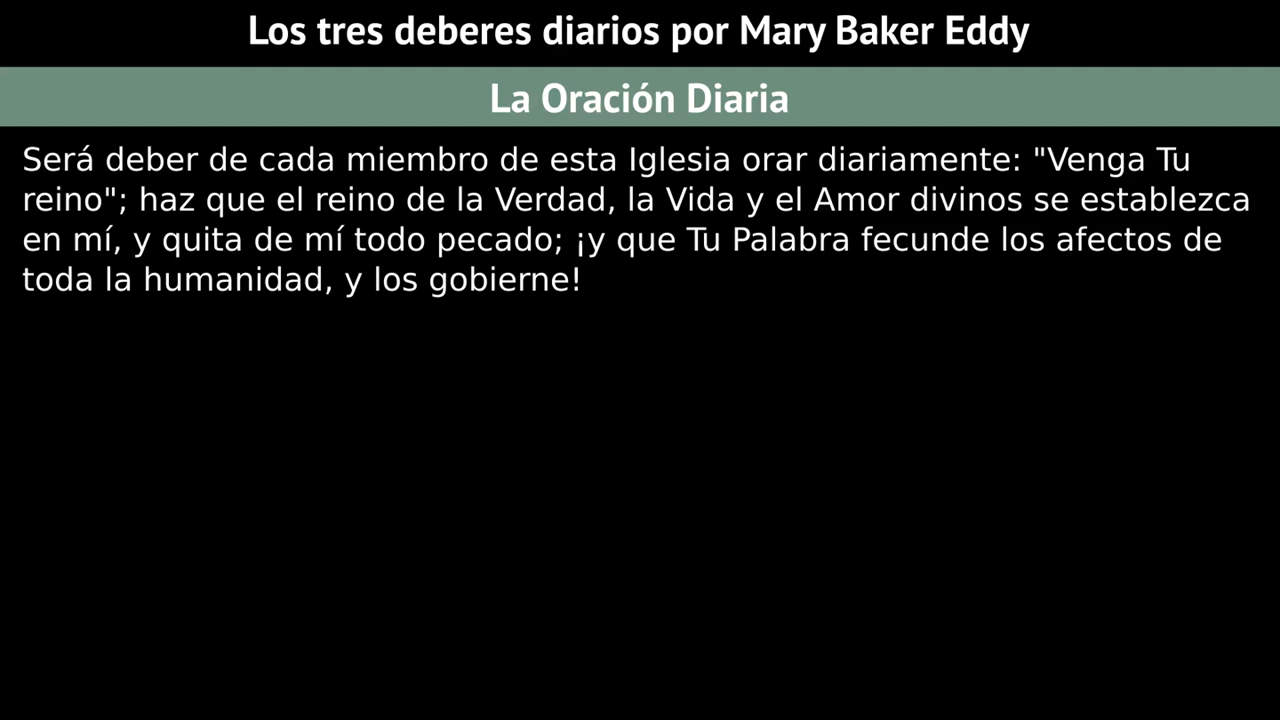 Los tres deberes diarios por Mary Baker Eddy
La Oración Diaria
Será deber de cada miembro de esta Iglesia orar diariamente: "Venga Tu
reino"; haz que el reino de la Verdad, la Vida y el Amor divinos se establezca
en mí, y quita de mí todo pecado; ¡y que Tu Palabra fecunde los afectos de
toda la humanidad, y los gobierne!